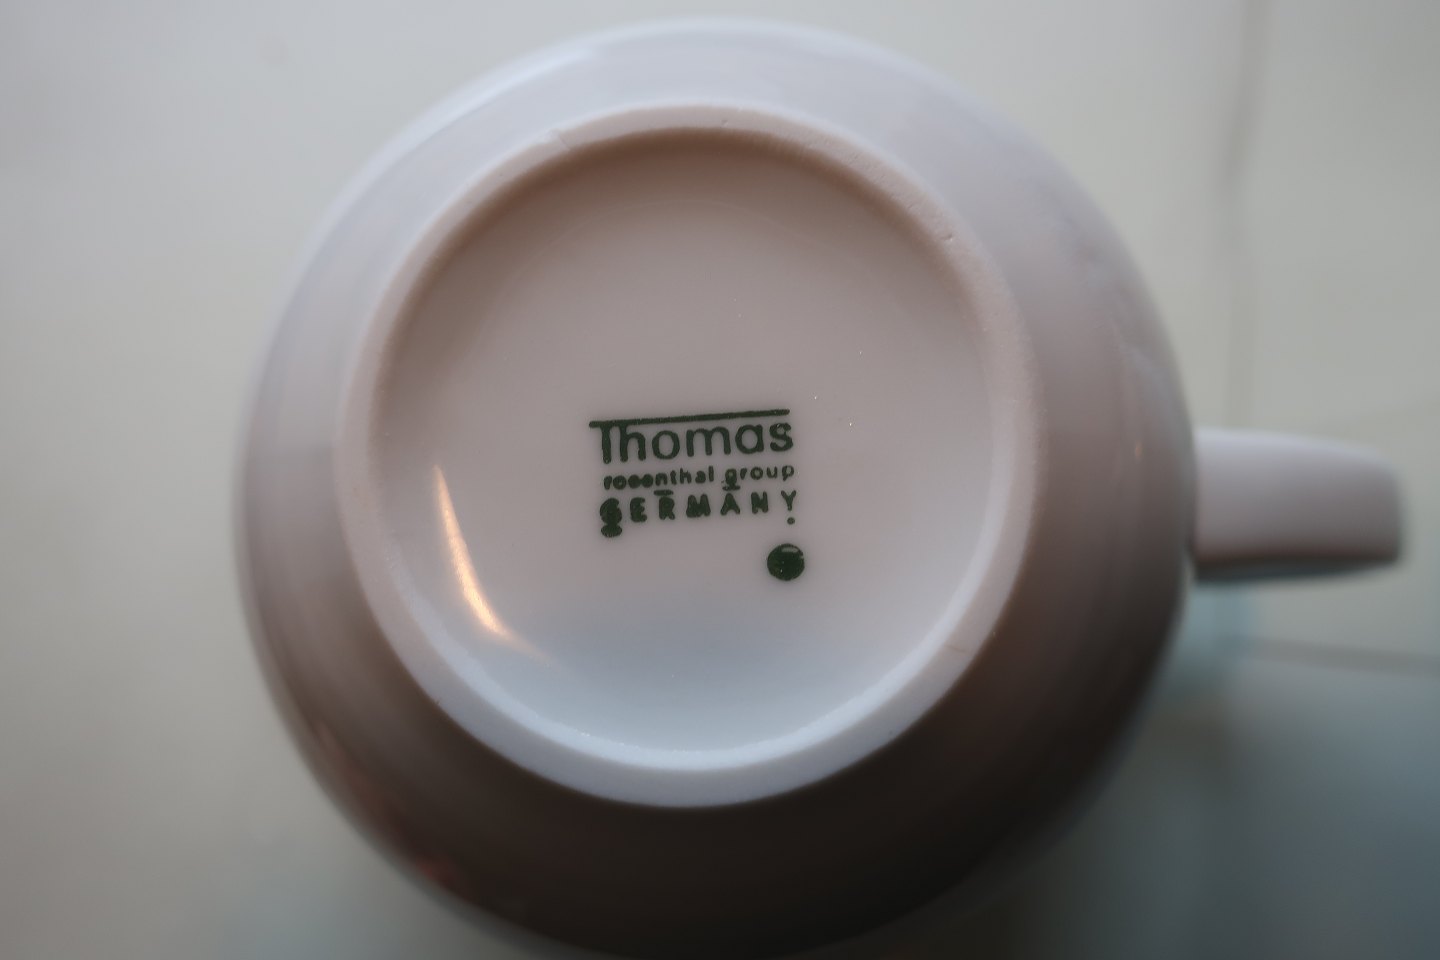 Thomas
rosenthal group
GERMANY